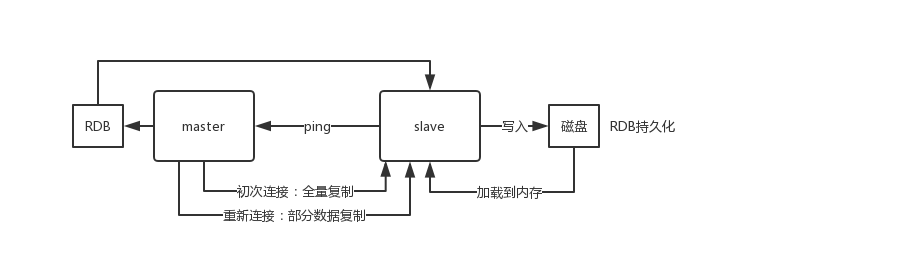 RDB
master
ping
slave
写入
磁盘
RDB持久化
初次连接：全量复制
加载到内存
重新连接：部分数据复制